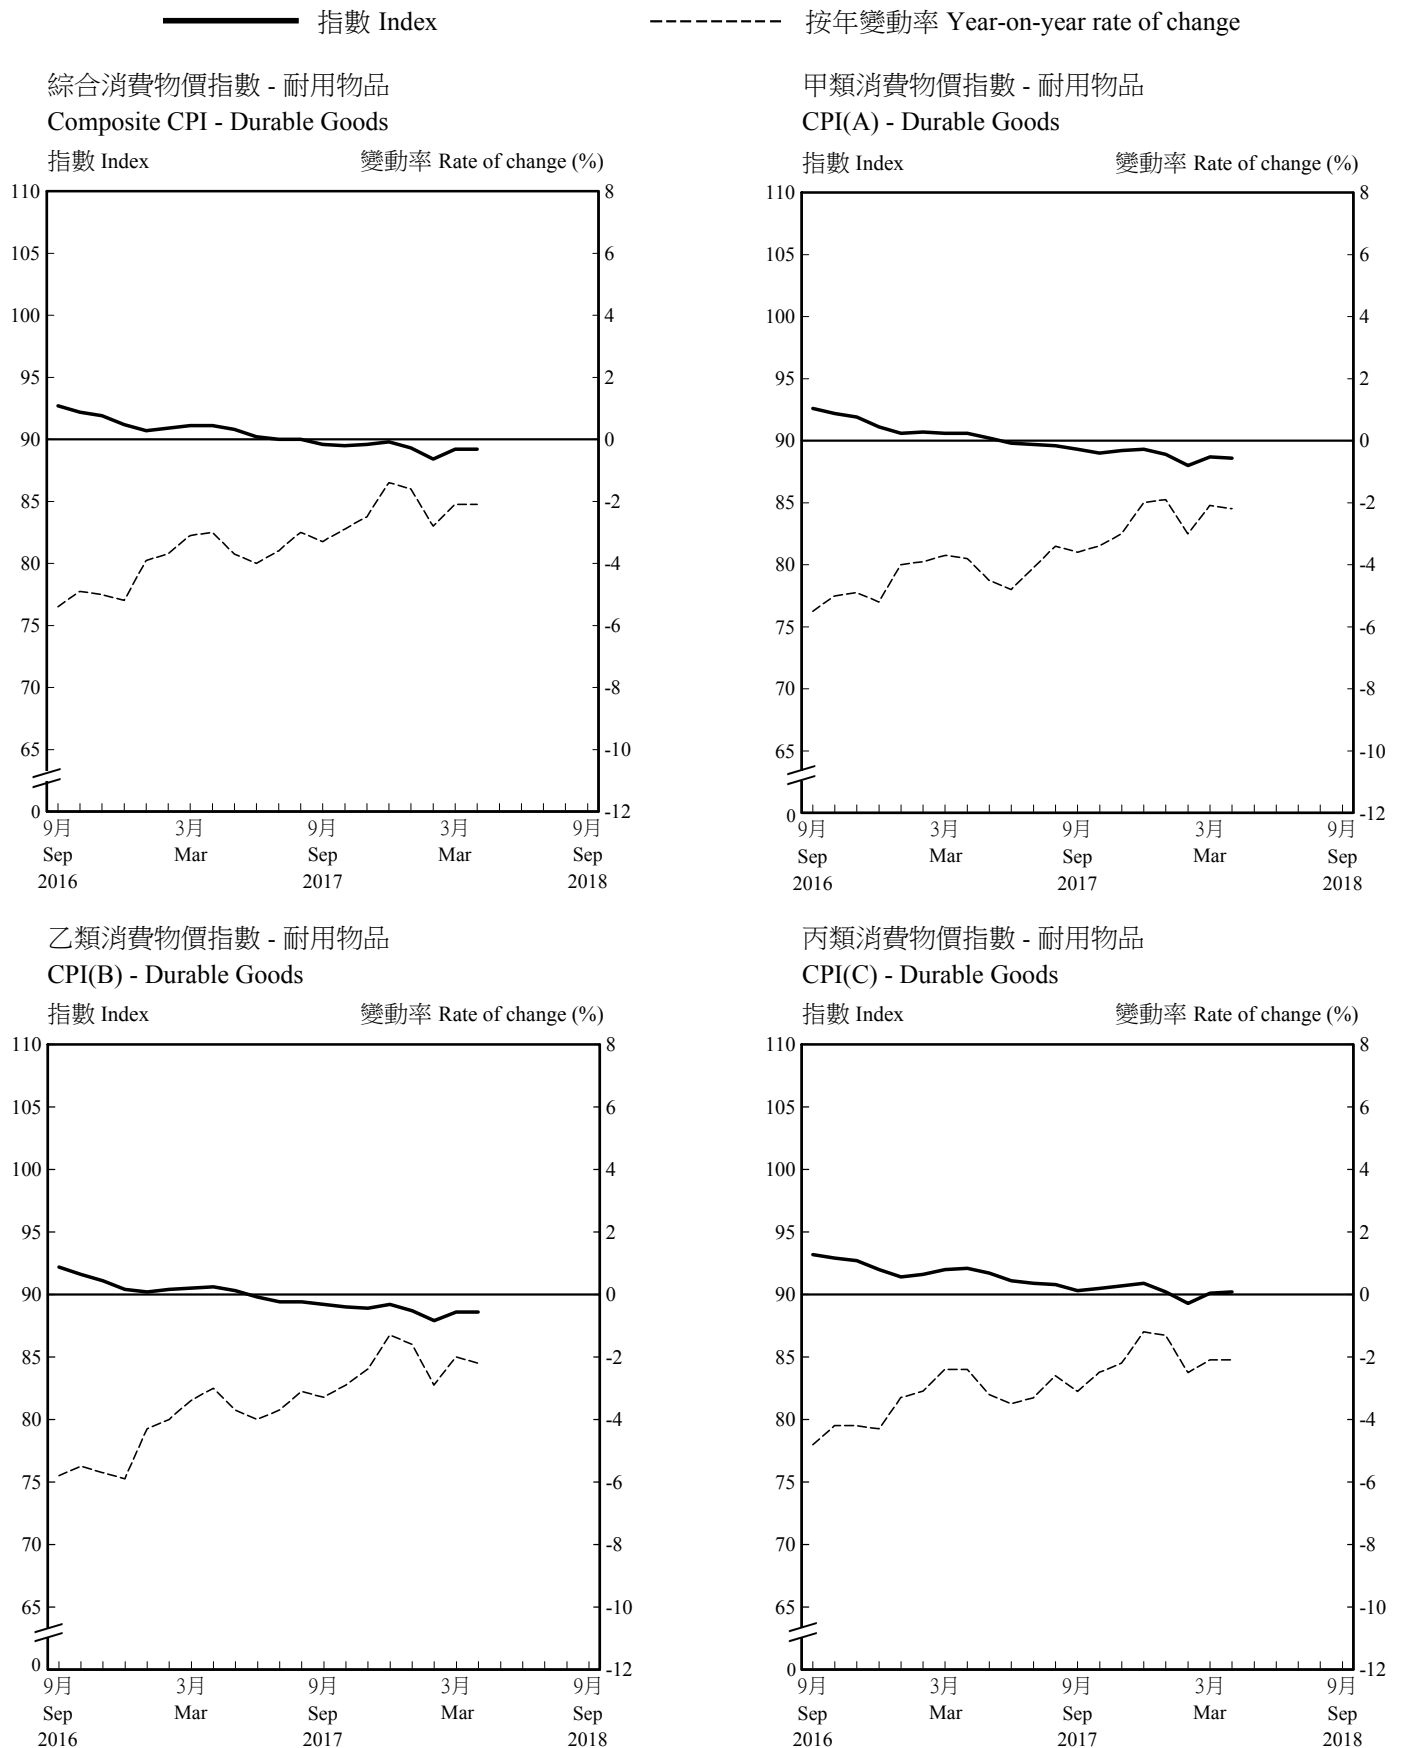 指數 Index
按年變動率 Year-on-year rate of change
綜合消費物價指數 - 耐用物品
Composite CPI - Durable Goods
指數 Index 變動率 Rate of change (%)
110 8
105 6
100 4
95 2
90 0
85 -2
80 -4
75 -6
70 -8
65 -10
0 -12
9月 3月 9月 3月 9月
Sep Mar Sep Mar Sep
2016 2017 2018
甲類消費物價指數 - 耐用物品
CPI(A) - Durable Goods
指數 Index 變動率 Rate of change (%)
110 8
105 6
100 4
95 2
90 0
85 -2
80 -4
75 -6
70 -8
65 -10
0 -12
9月 3月 9月 3月 9月
Sep Mar Sep Mar Sep
2016 2017 2018
乙類消費物價指數 - 耐用物品
CPI(B) - Durable Goods
指數 Index 變動率 Rate of change (%)
110 8
105 6
100 4
95 2
90 0
85 -2
80 -4
75 -6
70 -8
65 -10
0 -12
9月 3月 9月 3月 9月
Sep Mar Sep Mar Sep
2016 2017 2018
丙類消費物價指數 - 耐用物品
CPI(C) - Durable Goods
指數 Index 變動率 Rate of change (%)
110 8
105 6
100 4
95 2
90 0
85 -2
80 -4
75 -6
70 -8
65 -10
0 -12
9月 3月 9月 3月 9月
Sep Mar Sep Mar Sep
2016 2017 2018